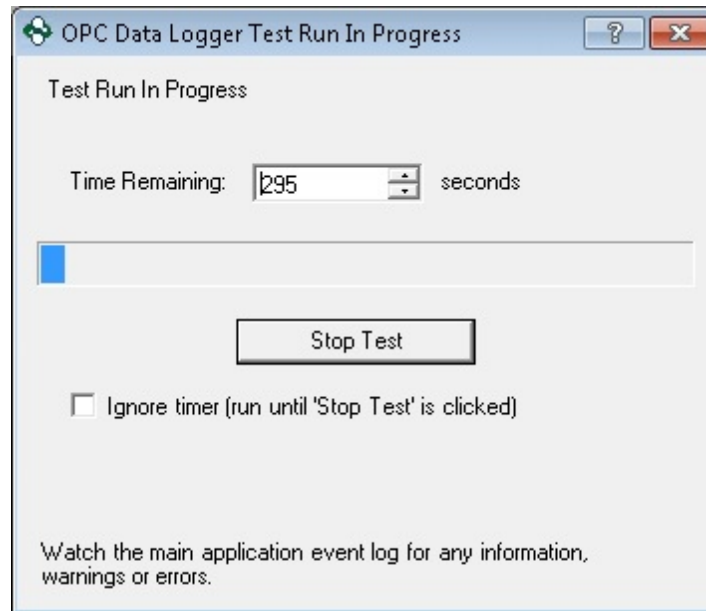 OPC Data Logger Test Run In Progress
Test Run In Progress
Time Remaining: 295 seconds
Stop Test
Ignore timer (run until 'Stop Test' is clicked)
Watch the main application event log for any information,
warnings or errors.